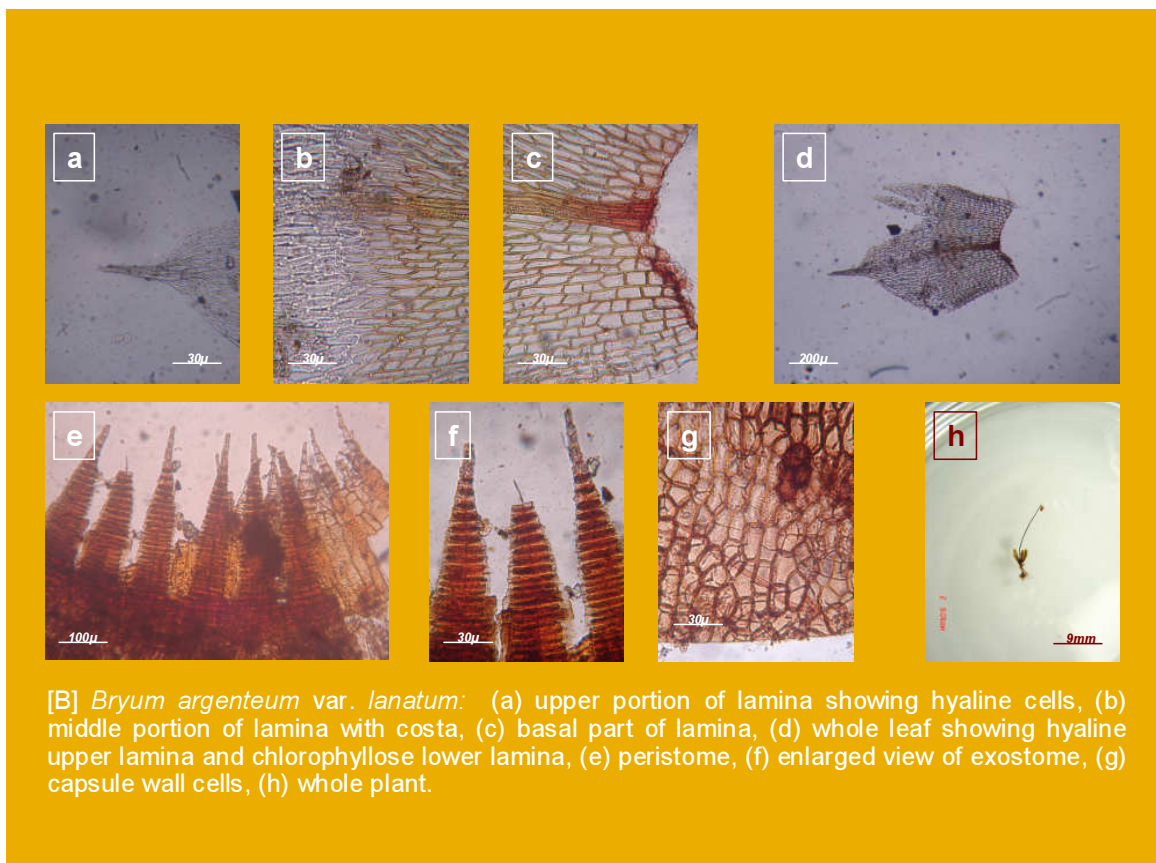 a
b
c
d
30µ
30µ
30µ
200µ
e
f
g
h
100µ
30µ
30µ
9mm
[B] Bryum argenteum var. lanatum: (a) upper portion of lamina showing hyaline cells, (b)
middle portion of lamina with costa, (c) basal part of lamina, (d) whole leaf showing hyaline
upper lamina and chlorophyllose lower lamina, (e) peristome, (f) enlarged view of exostome, (g)
capsule wall cells, (h) whole plant.